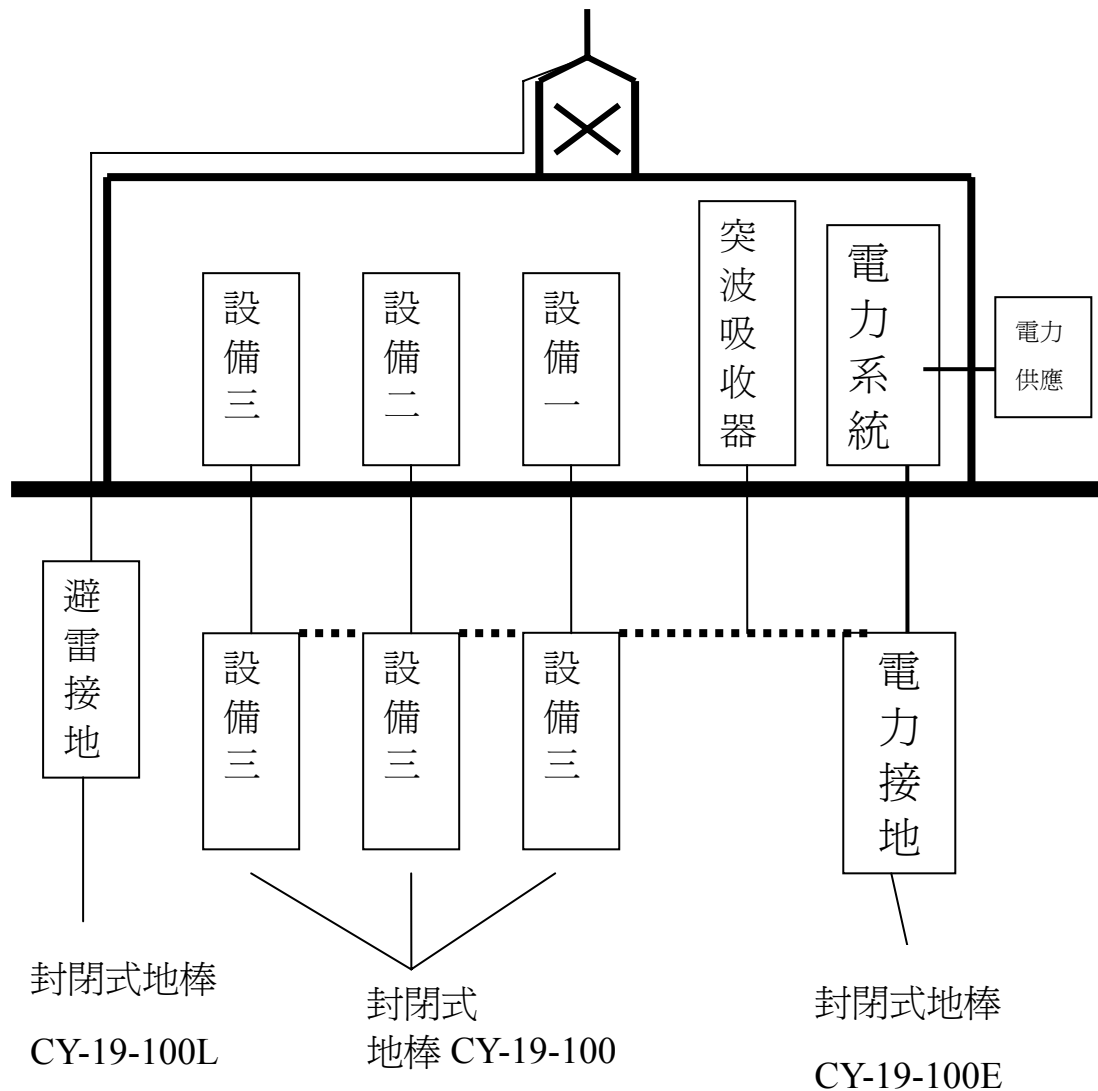 設備三
設備二
設備一
突波吸收器
電力系統
電力
供應
避雷接地
設備三
設備三
設備三
電力接地
封閉式地棒
CY-19-100L
封閉式
地棒 CY-19-100
封閉式地棒
CY-19-100E